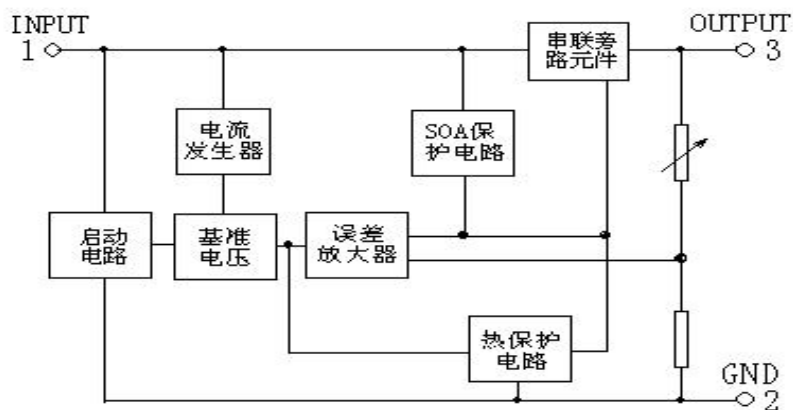 INPUT
1
OUTPUT
3
串联旁
路元件
电流
发生器
SOA保
护电路
启动
电路
基准
电压
误差
放大器
热保护
电路
GND
2